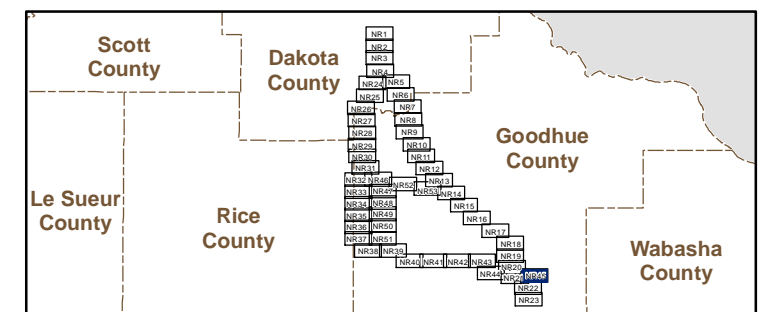 NR1
NR2
NR3
NR4
NR24 NR5
NR25 NR6
NR26 NR7
NR27 NR8
NR28 NR9
NR29 NR10
NR30 NR11
NR31 NR12
NR32 NR46 NR52 NR13
NR33 NR47 NR53 NR14
NR34 NR48 NR15
NR35 NR49 NR16
NR36 NR50 NR17
NR37 NR51 NR18
NR38 NR39 NR19
NR40 NR41 NR42 NR43 NR20
NR44 NR45
NR22
NR23
Scott
County
Dakota
County
Goodhue
County
Le Sueur
County
Rice
County
Wabasha
County